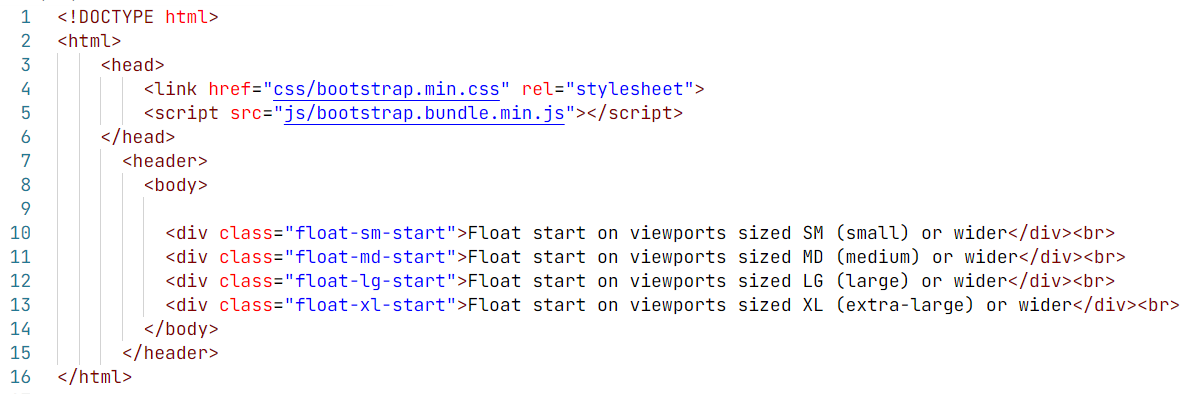 1 <!DOCTYPE html>
2 <html>
3 <head>
4 <link href="css/bootstrap.min.css" rel="stylesheet">
5 <script src="js/bootstrap.bundle.min.js"></script>
6 </head>
7 <header>
8 <body>
9
10 <div class="float-sm-start">Float start on viewports sized SM (small) or wider</div><br>
11 <div class="float-md-start">Float start on viewports sized MD (medium) or wider</div><br>
12 <div class="float-lg-start">Float start on viewports sized LG (large) or wider</div><br>
13 <div class="float-xl-start">Float start on viewports sized XL (extra-large) or wider</div><br>
14 </body>
15 </header>
16 </html>